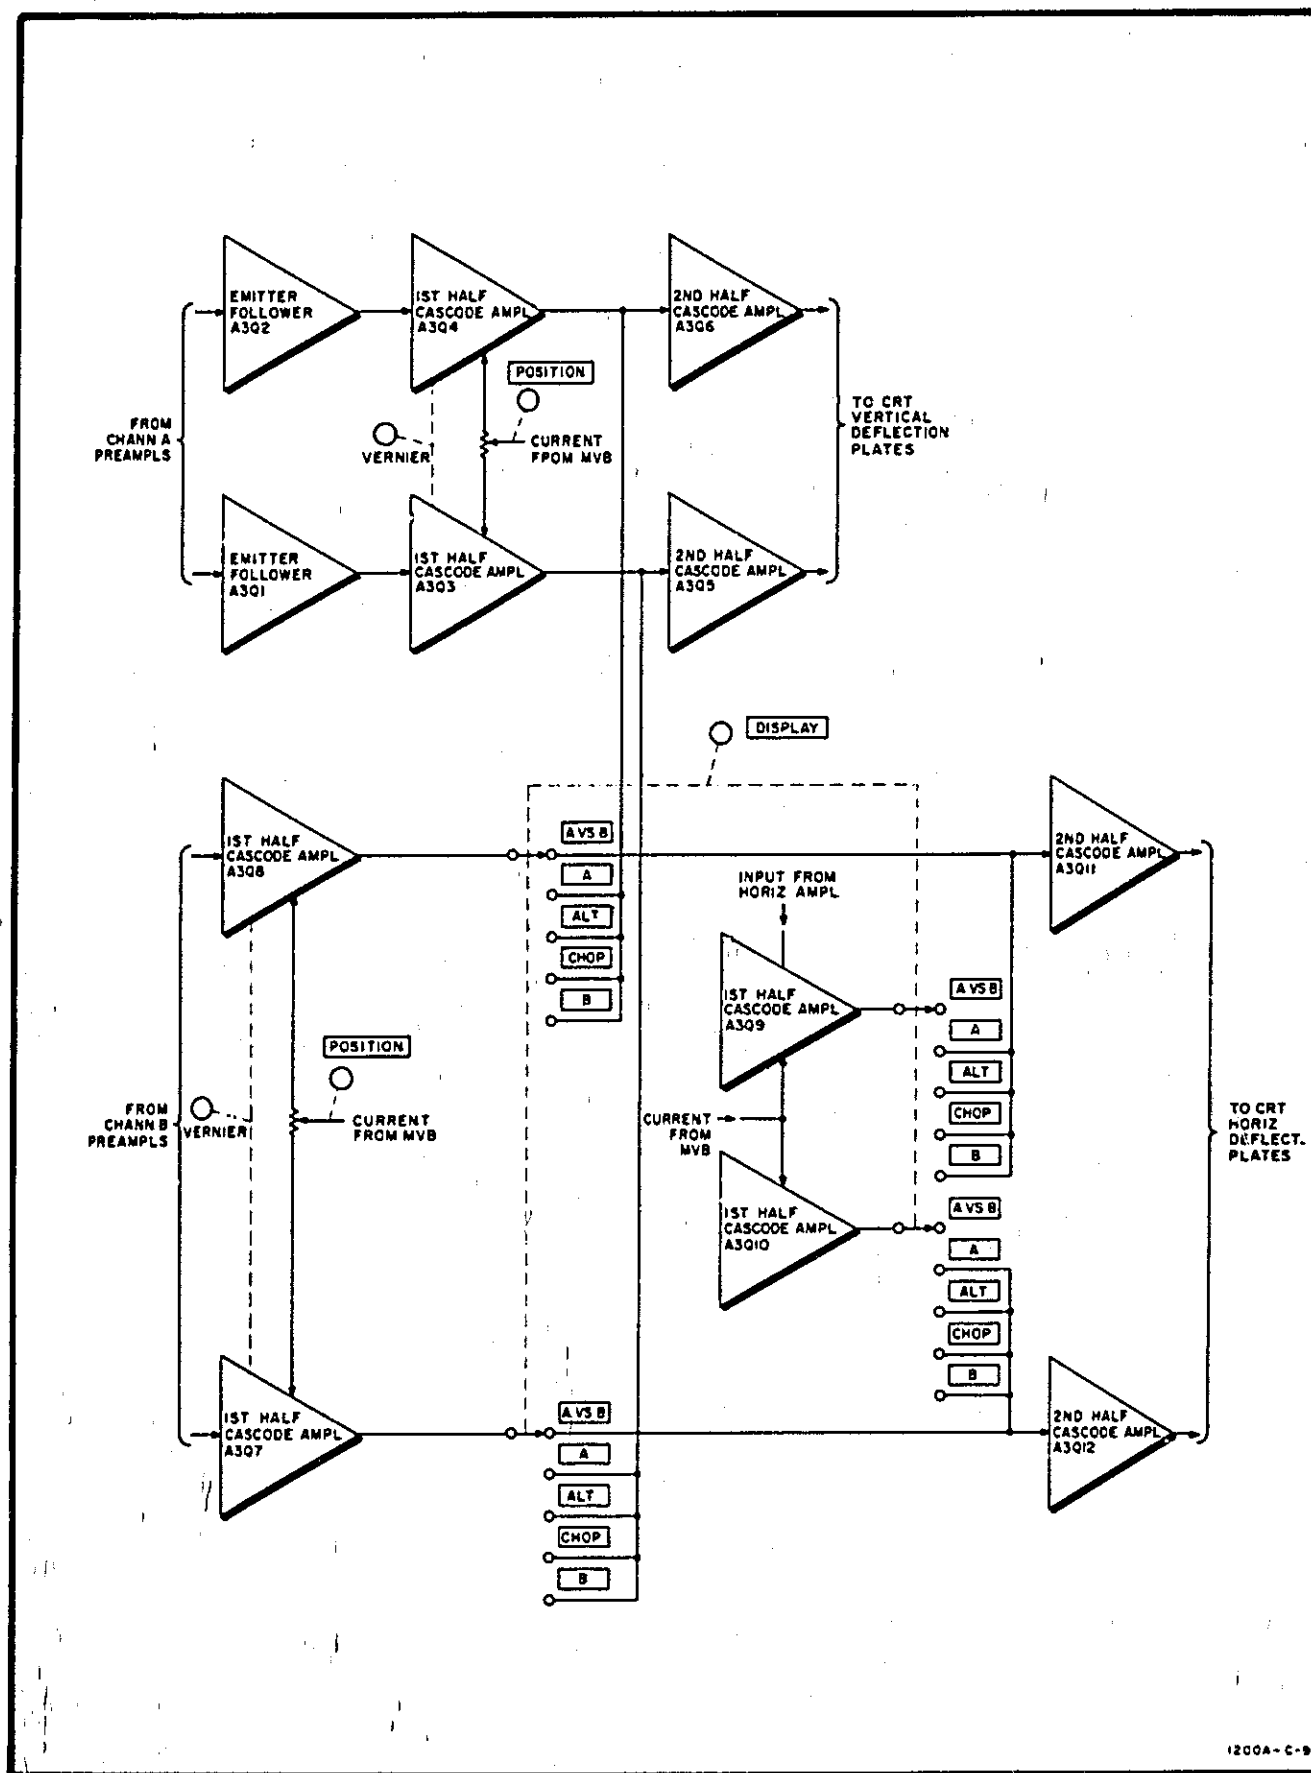 EMITTER
FOLLOWER
A3Q2
1ST HALF
CASCODE AMPL
A3Q4
2ND HALF
CASCODE AMPL
A3Q6
POSITION
FROM
CHANN A
PREAMPLS
VERNIER
CURRENT
FPOM MVB
TO CRT
VERTICAL
DEFLECTION
PLATES
EMITTER
FOLLOWER
A3Q1
1ST HALF
CASCODE AMPL
A3Q3
2ND HALF
CASCODE AMPL
A3Q5
DISPLAY
1ST HALF
CASCODE AMPL
A3Q8
A VS B
A
ALT
CHOP
B
INPUT FROM
HORIZ AMPL
2ND HALF
CASCODE AMPL
A3Q11
1ST HALF
CASCODE AMPL
A3Q9
A VS B
A
ALT
CHOP
B
POSITION
FROM
CHANN B
PREAMPLS
VERNIER
CURRENT
FROM MVB
CURRENT
FROM
MVB
TO CRT
HORIZ
DEFLECT.
PLATES
1ST HALF
CASCODE AMPL
A3Q10
A VS B
A
ALT
CHOP
B
1ST HALF
CASCODE AMPL
A3Q7
A VS B
A
ALT
CHOP
B
2ND HALF
CASCODE AMPL
A3Q12
1200A-C-9